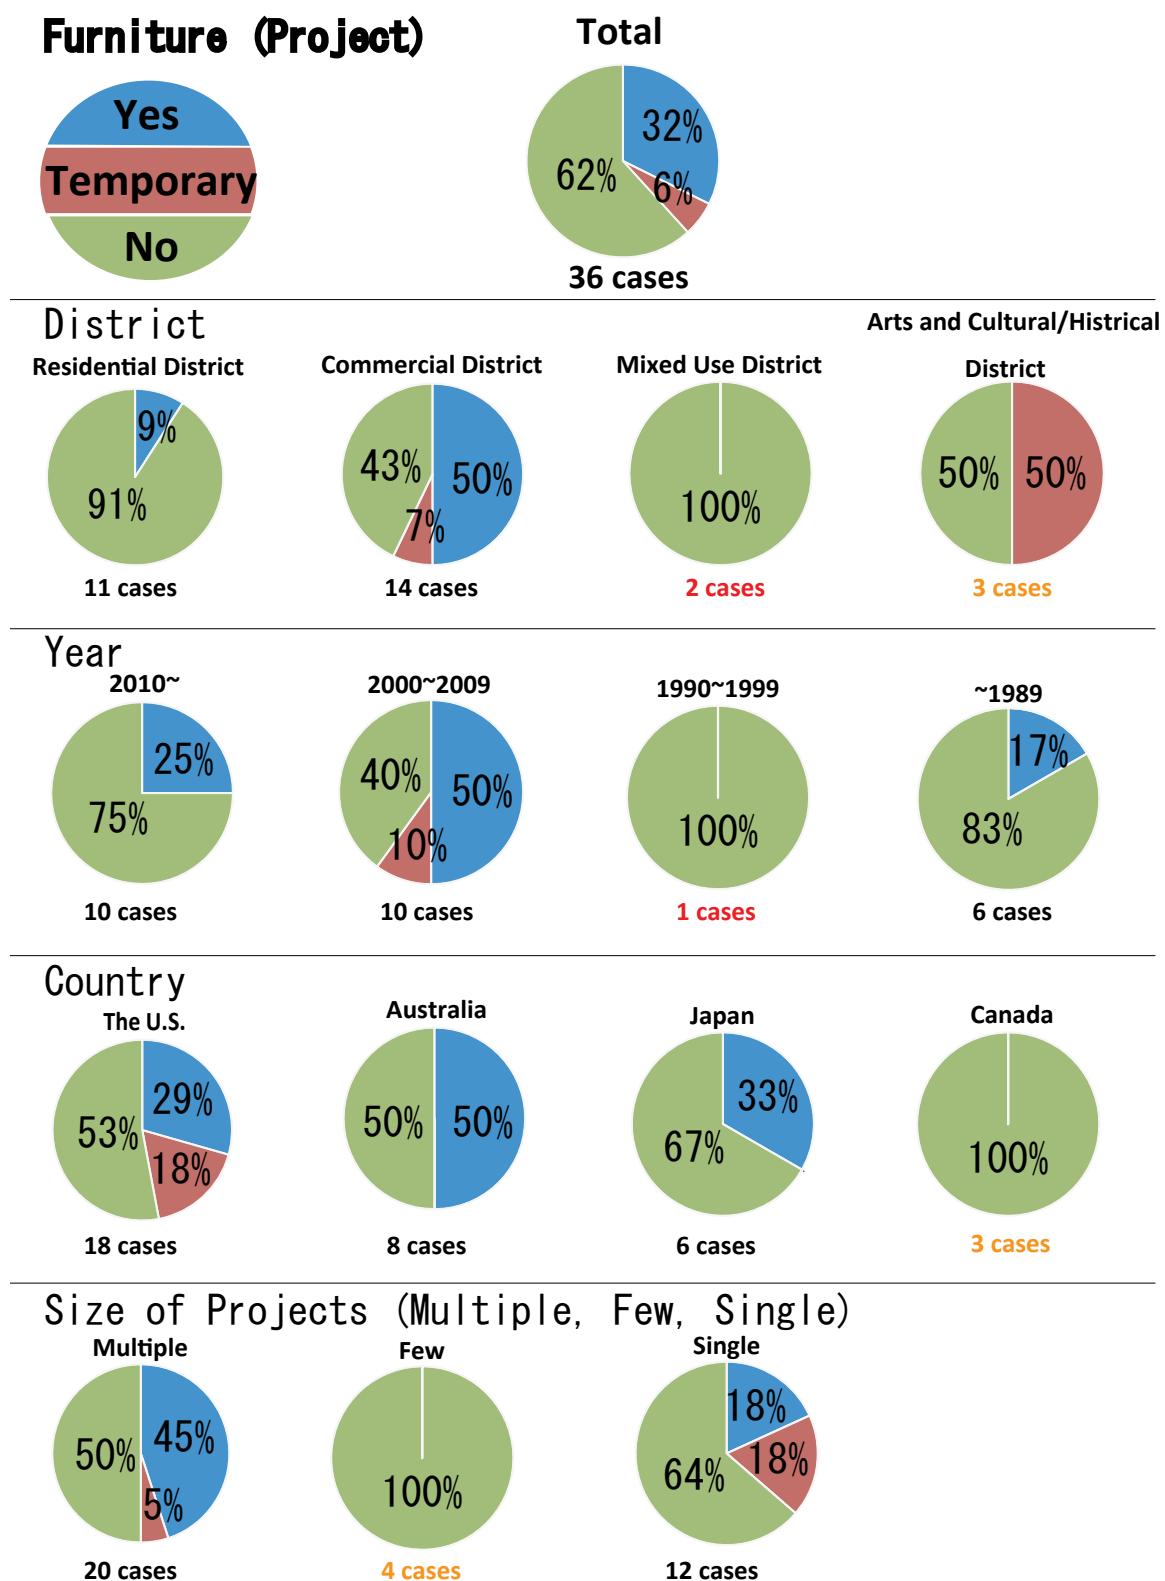 Furniture (Project)
Total
Yes
Temporary
No
32%
6%
62%
36 cases
District
Residential District
Commercial District
Mixed Use District
Arts and Cultural/Histrical
District
9%
91%
43%
50%
7%
100%
50%
50%
11 cases
14 cases
2 cases
3 cases
Year
2010~
2000~2009
1990~1999
~1989
25%
75%
40%
50%
10%
100%
17%
83%
10 cases
10 cases
1 cases
6 cases
Country
The U.S.
Australia
Japan
Canada
29%
53%
18%
50%
50%
33%
67%
100%
18 cases
8 cases
6 cases
3 cases
Size of Projects (Multiple, Few, Single)
Multiple
Few
Single
45%
50%
5%
100%
18%
18%
64%
20 cases
4 cases
12 cases